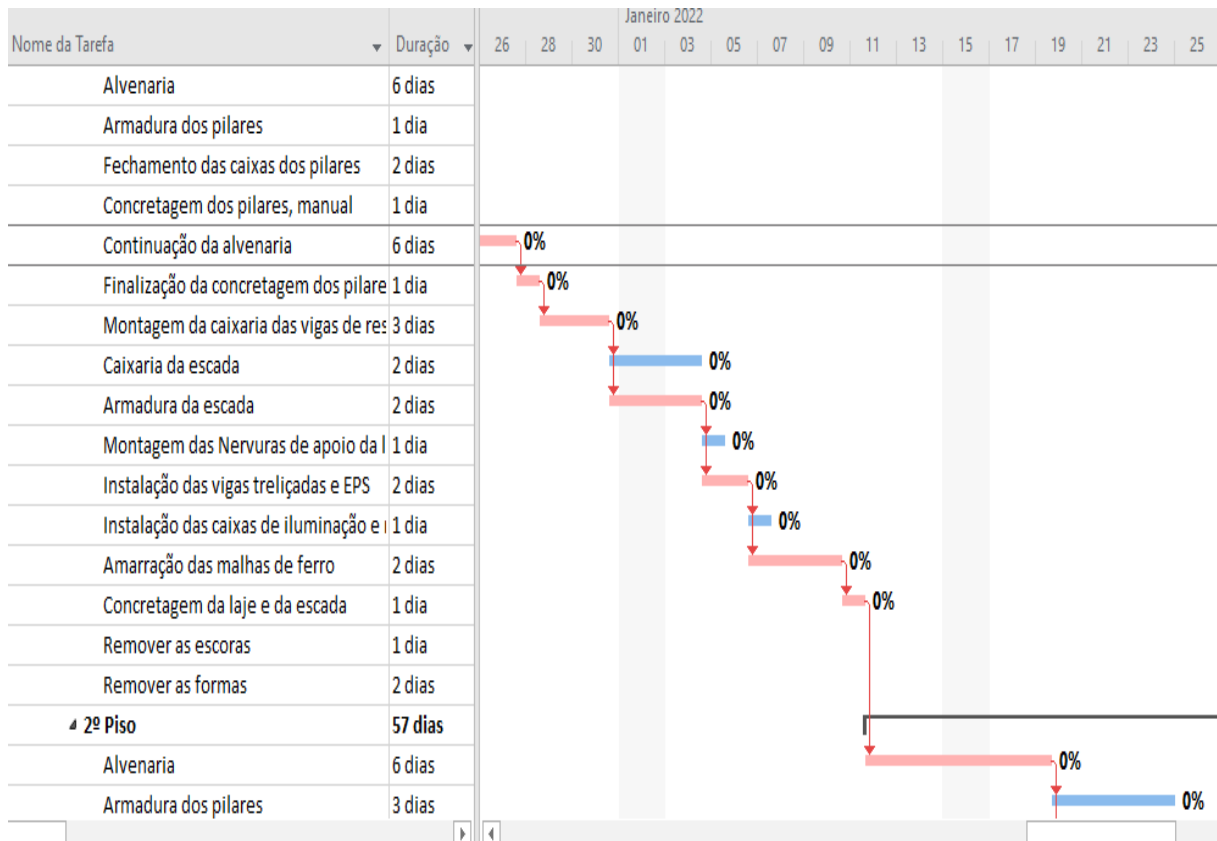 Janeiro 2022
Nome da Tarefa Duração 26 28 30 01 03 05 07 09 11 13 15 17 19 21 23 25
Alvenaria 6 dias
Armadura dos pilares 1 dia
Fechamento das caixas dos pilares 2 dias
Concretagem dos pilares, manual 1 dia
Continuação da alvenaria 6 dias 0%
Finalização da concretagem dos pilare 1 dia 0%
Montagem da caixaria das vigas de res 3 dias 0%
Caixaria da escada 2 dias 0%
Armadura da escada 2 dias 0%
Montagem das Nervuras de apoio da l 1 dia 0%
Instalação das vigas treliçadas e EPS 2 dias 0%
Instalação das caixas de iluminação e 1 dia 0%
Amarração das malhas de ferro 2 dias 0%
Concretagem da laje e da escada 1 dia 0%
Remover as escoras 1 dia
Remover as formas 2 dias
2º Piso 57 dias
Alvenaria 6 dias 0%
Armadura dos pilares 3 dias 0%